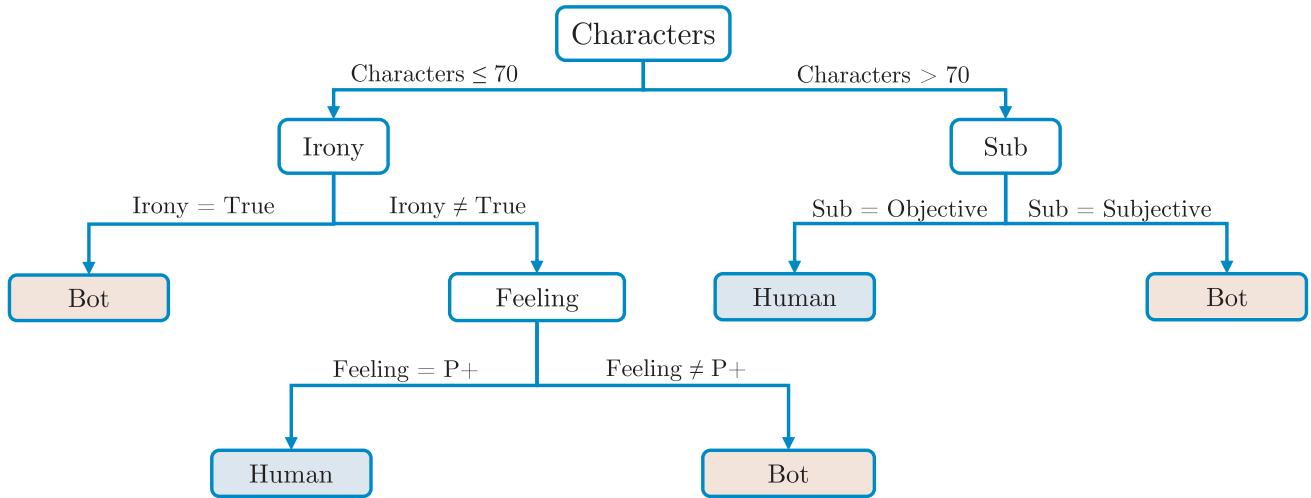 Characters
Characters ≤ 70
Characters > 70
Irony
Sub
Irony = True
Irony ≠ True
Sub = Objective
Sub = Subjective
Bot
Feeling
Human
Bot
Feeling = P+
Feeling ≠ P+
Human
Bot